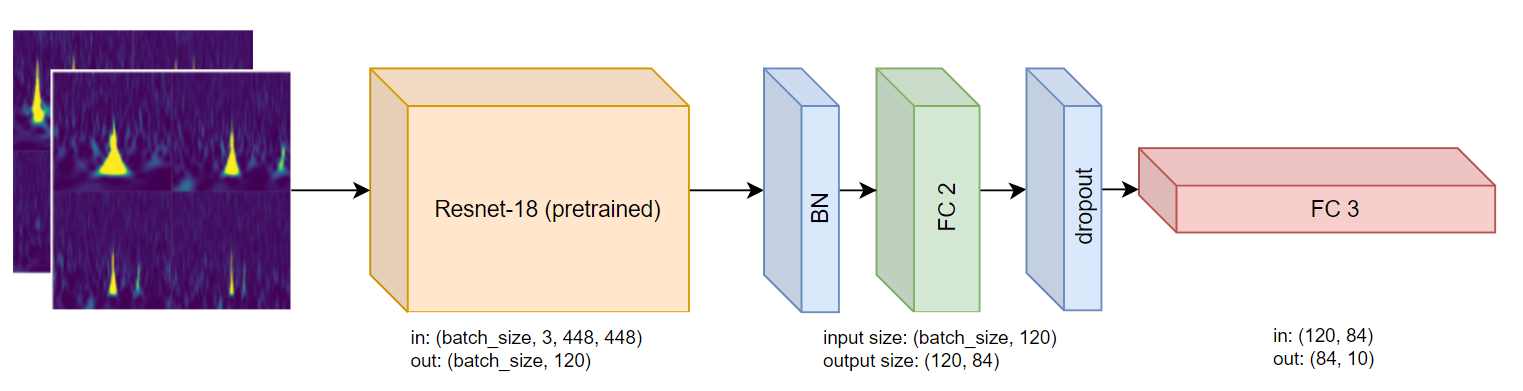 Resnet-18 (pretrained)
BN
FC 2
dropout
FC 3
in: (batch_size, 3, 448, 448)
out: (batch_size, 120)
input size: (batch_size, 120)
output size: (120, 84)
in: (120, 84)
out: (84, 10)